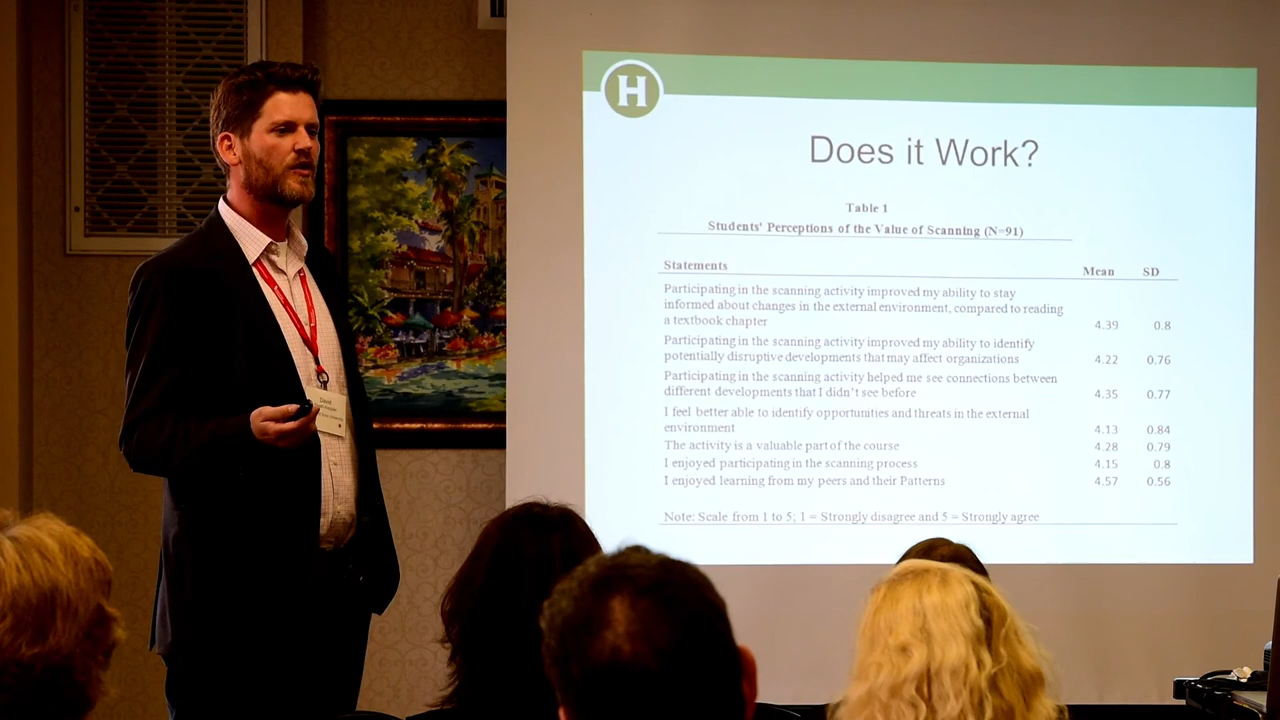 H
Does it Work?
Table 1
Students' Perceptions of the Value of Scanning (N=91)
Statements Mean SD
Participating in the scanning activity improved my ability to stay
informed about changes in the external environment, compared to reading
a textbook chapter 4.39 0.8
Participating in the scanning activity improved my ability to identify
potentially disruptive developments that may affect organizations 4.22 0.76
Participating in the scanning activity helped me see connections between
different developments that I didn't see before 4.35 0.77
I feel better able to identify opportunities and threats in the external
environment 4.13 0.84
The activity is a valuable part of the course 4.28 0.79
I enjoyed participating in the scanning process 4.15 0.8
I enjoyed learning from my peers and their Patterns 4.57 0.56
Note: Scale from 1 to 5; 1 = Strongly disagree and 5 = Strongly agree
David